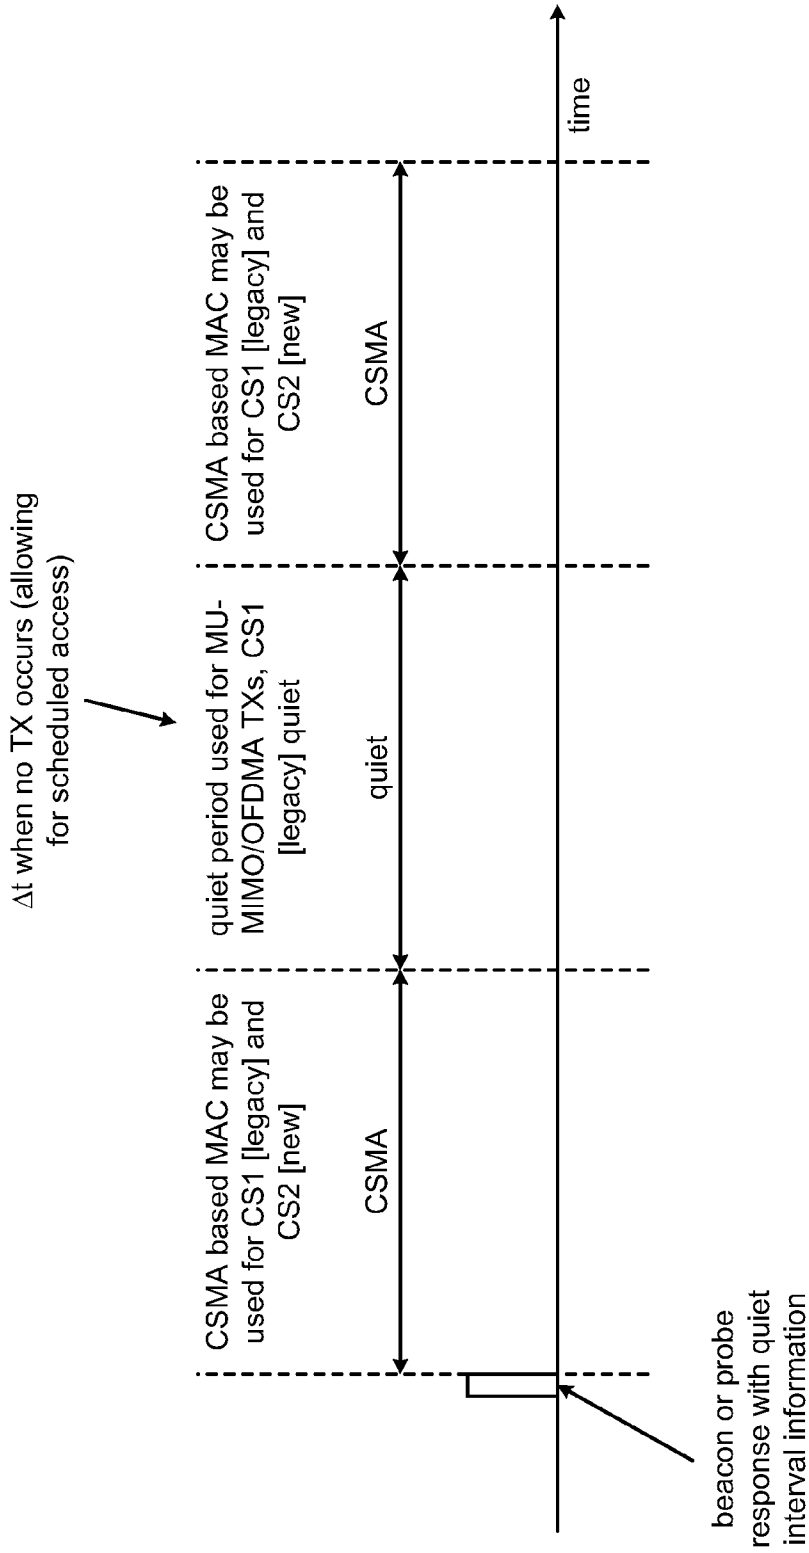 Δt when no TX occurs (allowing
for scheduled access)
CSMA based MAC may be
used for CS1 [legacy] and
CS2 [new]
quiet period used for MU-
MIMO/OFDMA TXs, CS1
[legacy] quiet
CSMA based MAC may be
used for CS1 [legacy] and
CS2 [new]
CSMA
quiet
CSMA
time
beacon or probe
response with quiet
interval information